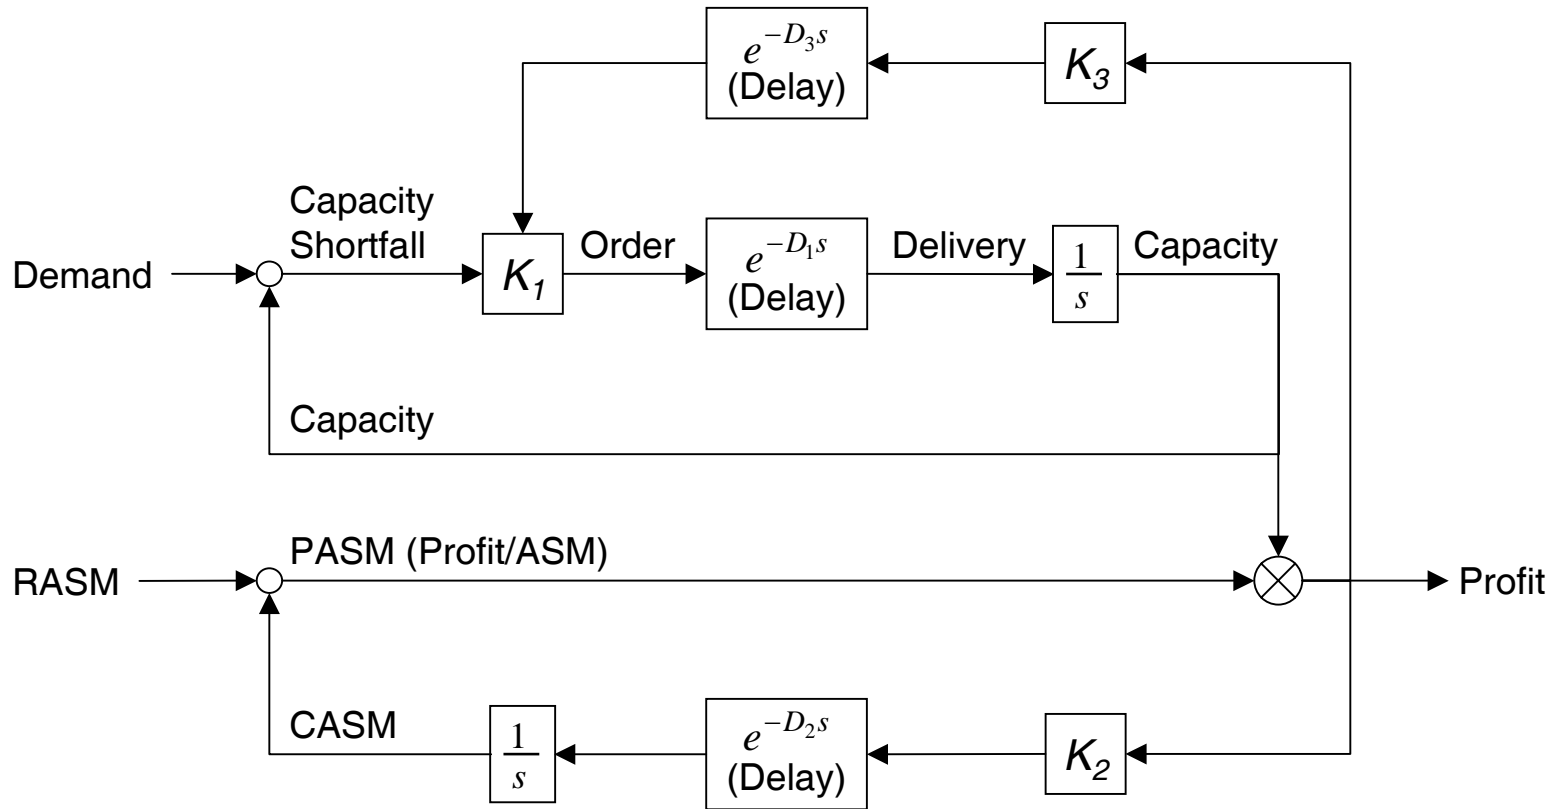 e^{-D_3 s}
(Delay)
K_3
Capacity
Shortfall
Demand
K_1
Order
e^{-D_1 s}
(Delay)
Delivery
1
s
Capacity
Capacity
PASM (Profit/ASM)
RASM
Profit
CASM
1
s
e^{-D_2 s}
(Delay)
K_2